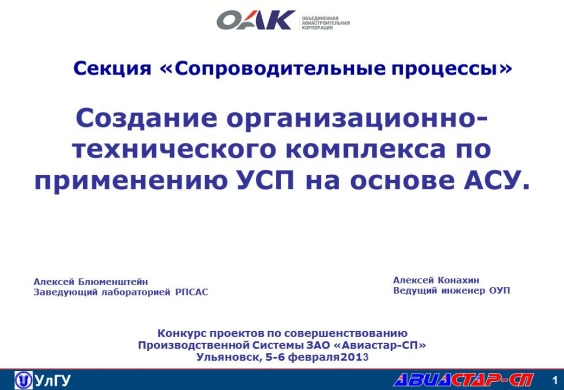 ОАК
ОБЪЕДИНЕННАЯ
АВИАСТРОИТЕЛЬНАЯ
КОРПОРАЦИЯ
Секция «Сопроводительные процессы»
Создание организационно-
технического комплекса по
применению УСП на основе АСУ.
Алексей Блюменштейн
Заведующий лабораторией РПСАС
Алексей Конахин
Ведущий инженер ОУП
Конкурс проектов по совершенствованию
Производственной Системы ЗАО «Авиастар-СП»
Ульяновск, 5-6 февраля2013
УлГУ
АВИАСТАР-СП
1